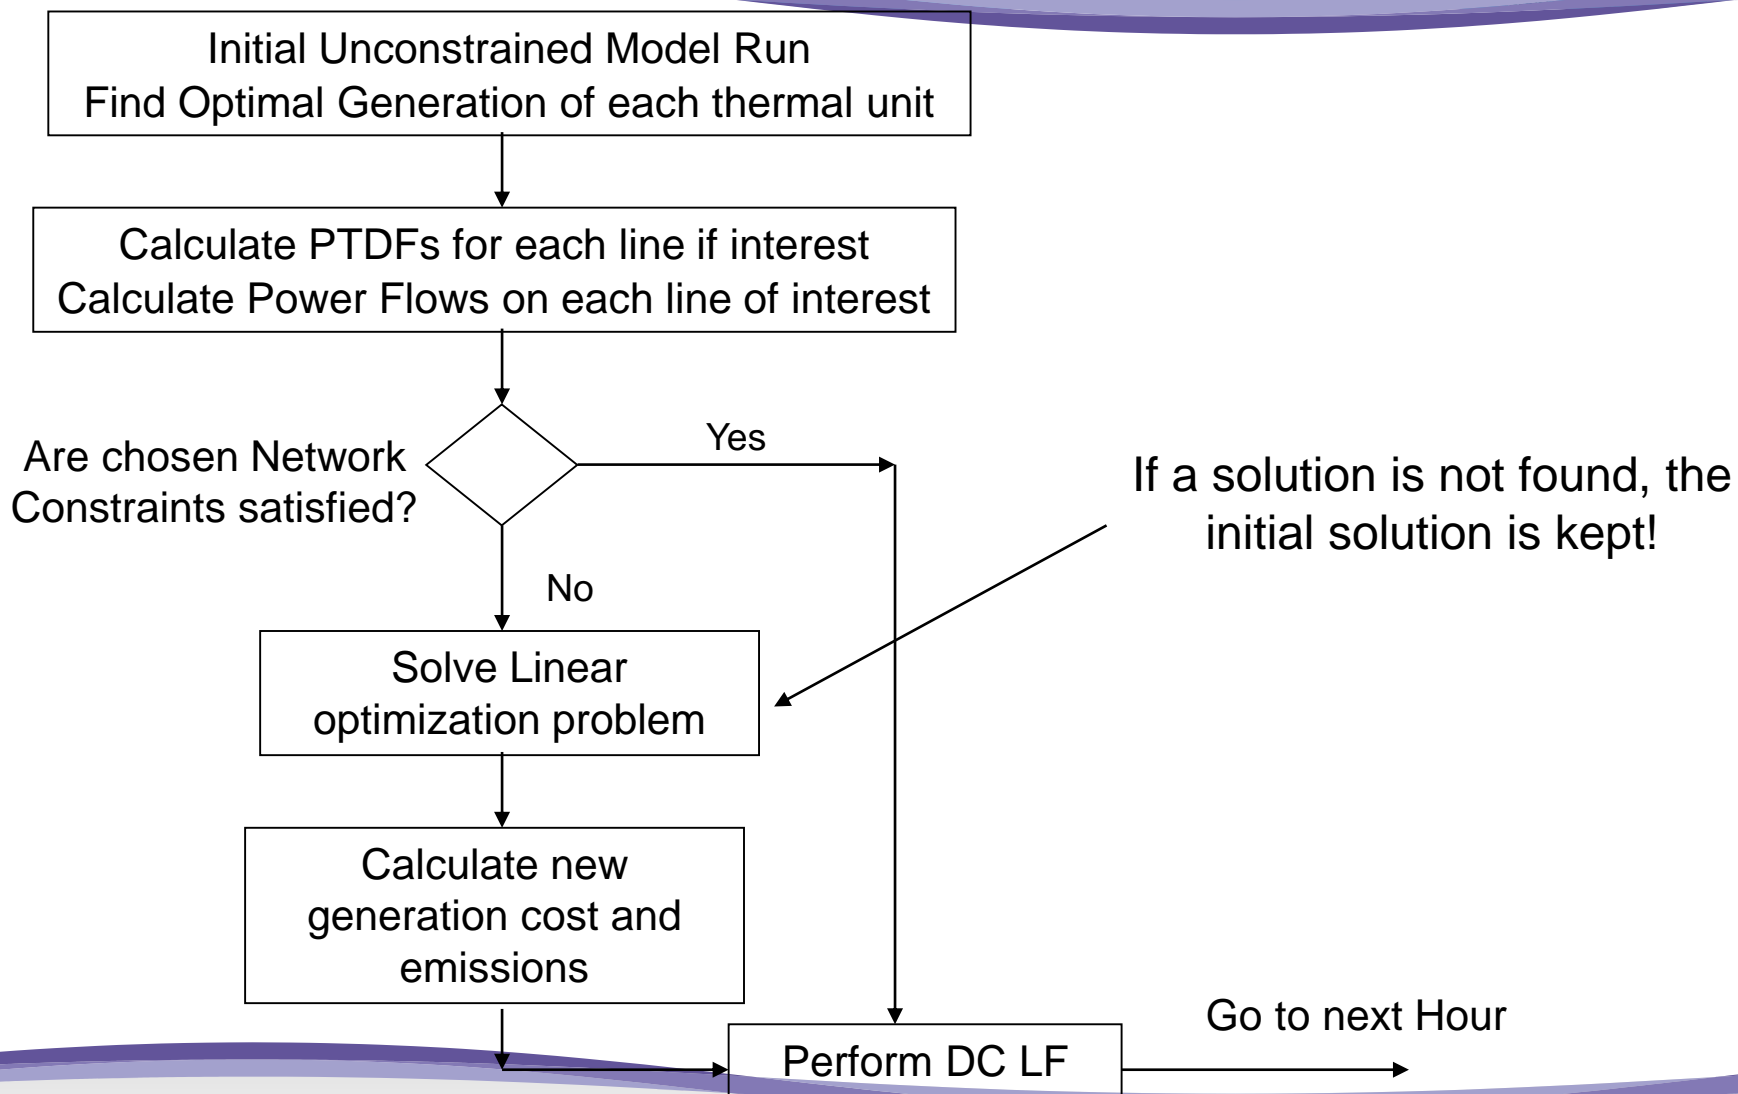 Initial Unconstrained Model Run
Find Optimal Generation of each thermal unit
Calculate PTDFs for each line if interest
Calculate Power Flows on each line of interest
Are chosen Network
Constraints satisfied?
Yes
If a solution is not found, the
initial solution is kept!
No
Solve Linear
optimization problem
Calculate new
generation cost and
emissions
Perform DC LF
Go to next Hour